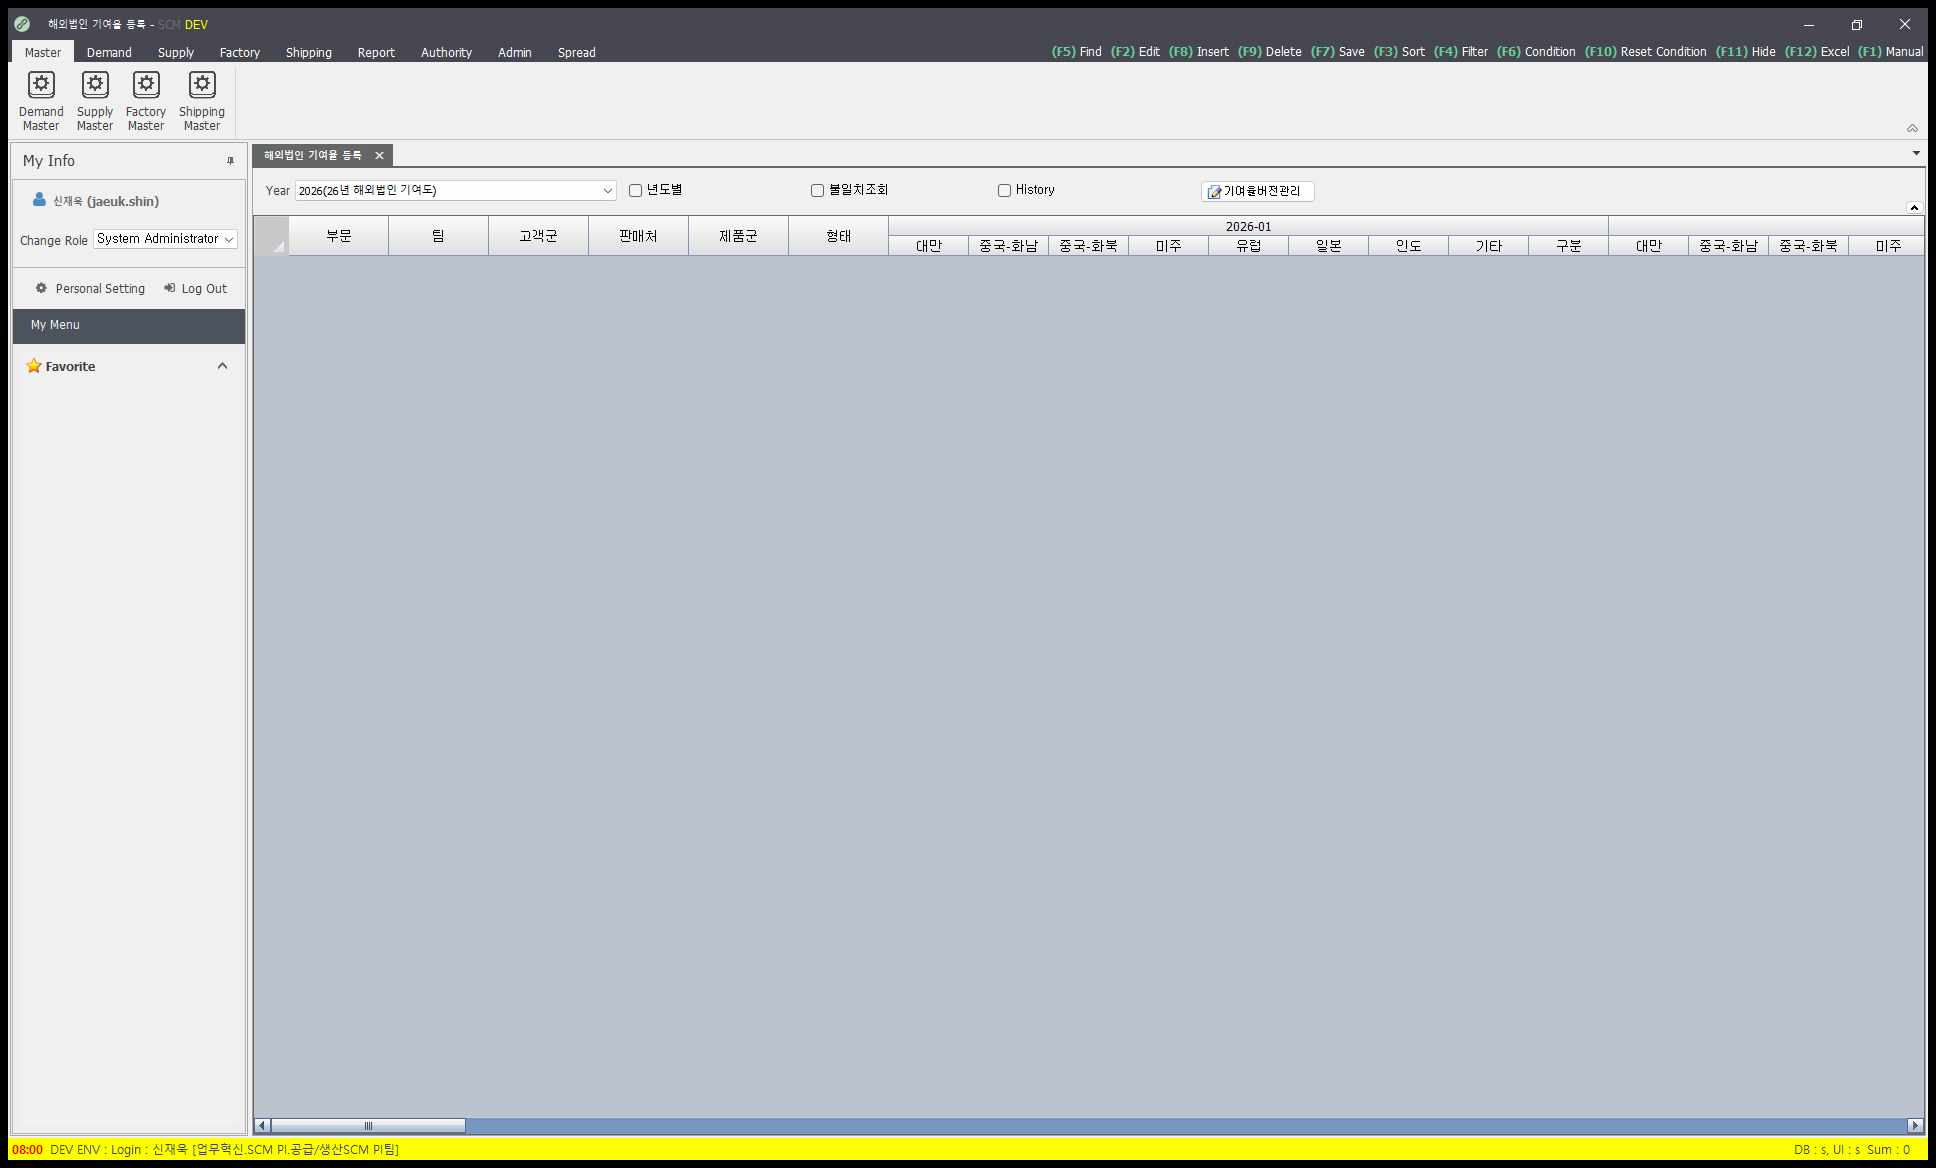 해외법인 기여율 등록 - SCM DEV
Master Demand Supply Factory Shipping Report Authority Admin Spread
(F5) Find (F2) Edit (F8) Insert (F9) Delete (F7) Save (F3) Sort (F4) Filter (F6) Condition (F10) Reset Condition (F11) Hide (F12) Excel (F1) Manual
Demand Master
Supply Master
Factory Master
Shipping Master
My Info
신재욱 (jaeuk.shin)
Change Role System Administrator
Personal Setting Log Out
My Menu
Favorite
해외법인 기여율 등록
Year 2026(26년 해외법인 기여도) 년도별 불일치조회 History 기여율버전관리
부문 팀 고객군 판매처 제품군 형태 2026-01
대만 중국-화남 중국-화북 미주 유럽 일본 인도 기타 구분 대만 중국-화남 중국-화북 미주
08:00 DEV ENV : Login : 신재욱 [업무혁신.SCM PI.공급/생산SCM PI팀]
DB : s, UI : s Sum : 0